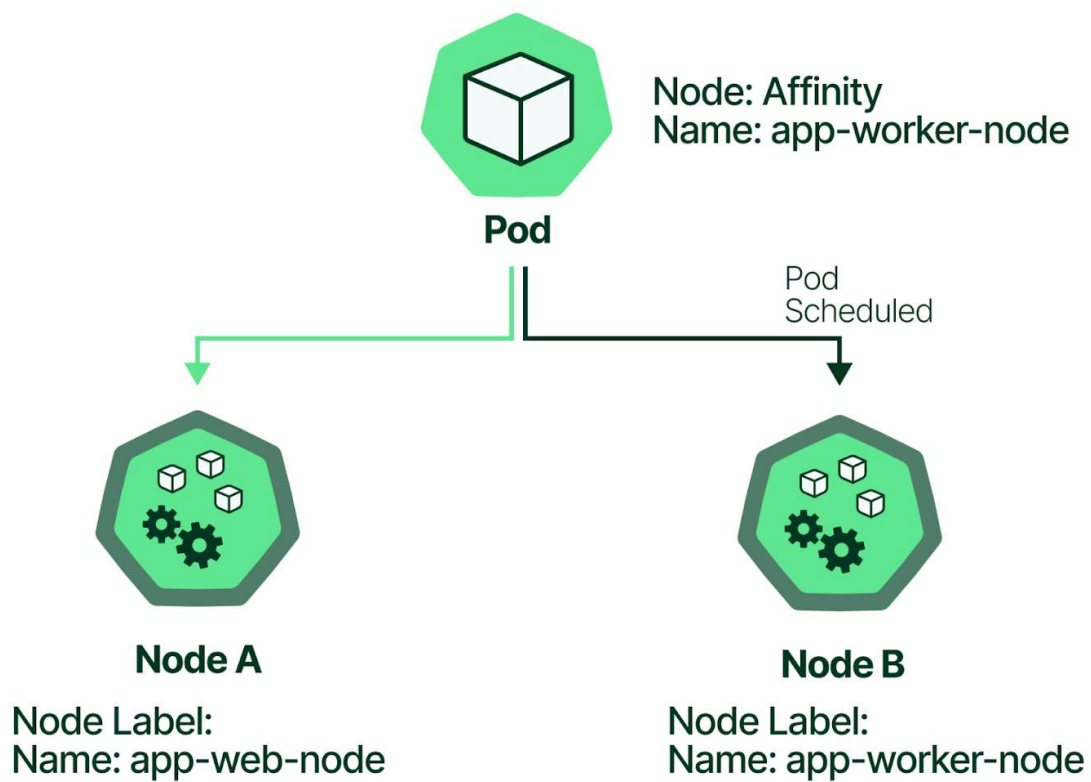 Node: Affinity
Name: app-worker-node
Pod
Pod
Scheduled
Node A
Node Label:
Name: app-web-node
Node B
Node Label:
Name: app-worker-node